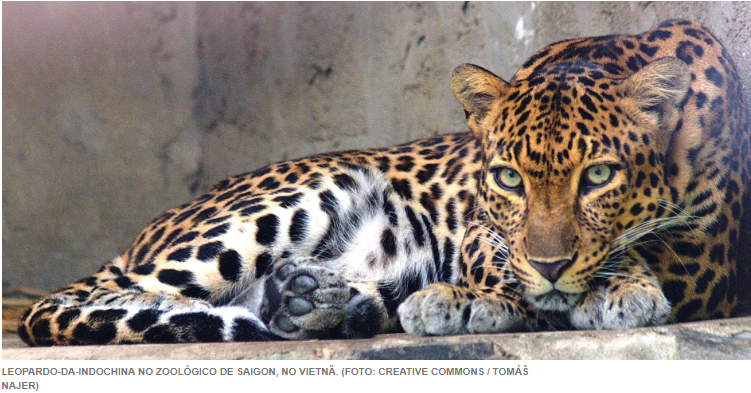 LEOPARDO-DA-INDOCHINA NO ZOOLÓGICO DE SAIGON, NO VIETNÃ. (FOTO: CREATIVE COMMONS / TOMÁŠ
NAJER)